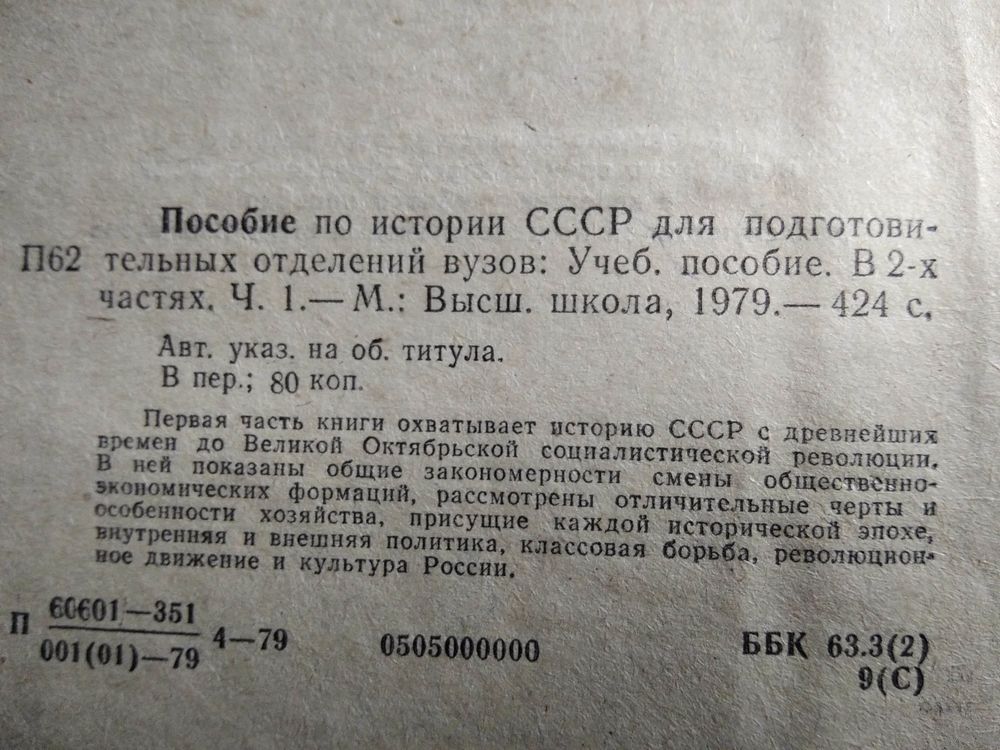 Пособие по истории СССР для подготови-
П62 тельных отделений вузов: Учеб. пособие. В 2-х
частях. Ч. 1.— М.: Высш. школа, 1979.— 424 с.
Авт. указ. на об. титула.
В пер.; 80 коп.
Первая часть книги охватывает историю СССР с древнейших
времен до Великой Октябрьской социалистической революции.
В ней показаны общие закономерности смены общественно-
экономических формаций, рассмотрены отличительные черты и
особенности хозяйства, присущие каждой исторической эпохе,
внутренняя и внешняя политика, классовая борьба, революцион-
ное движение и культура России.
П 60601—351
001(01)—79 4—79 0505000000 ББК 63.3(2)
9(С)